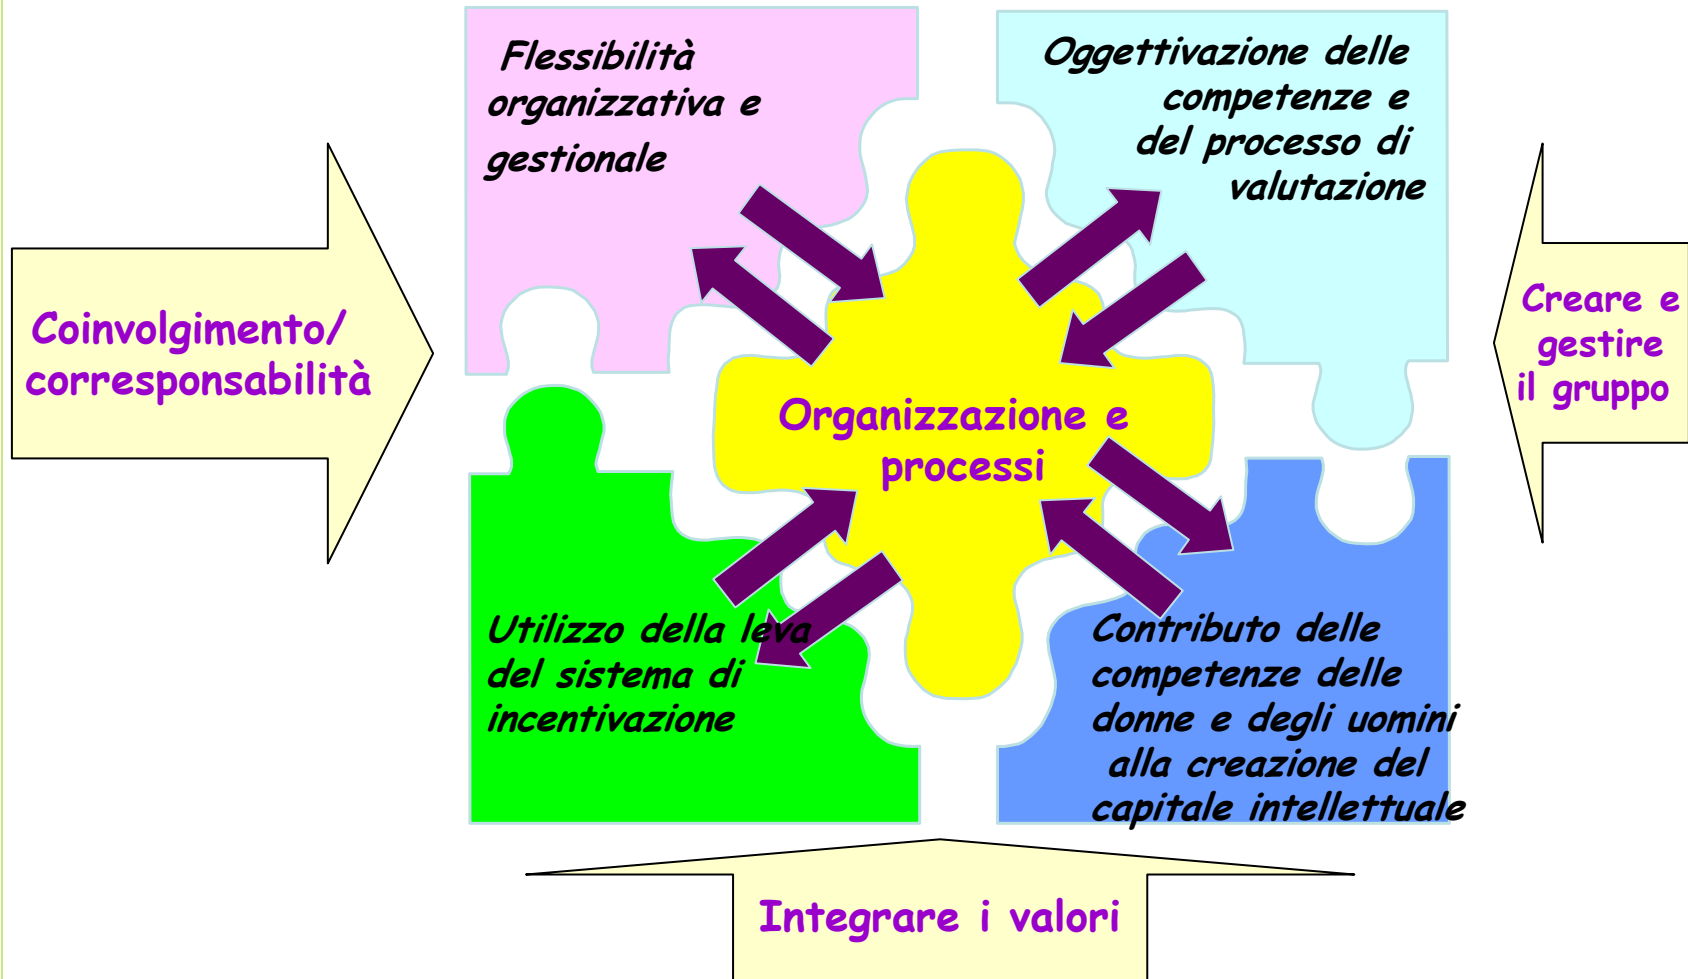 Flessibilità
organizzativa e
gestionale
Oggettivazione delle
competenze e
del processo di
valutazione
Coinvolgimento/
corresponsabilità
Creare e
gestire
il gruppo
Organizzazione e
processi
Utilizzo della leva
del sistema di
incentivazione
Contributo delle
competenze delle
donne e degli uomini
alla creazione del
capitale intellettuale
Integrare i valori